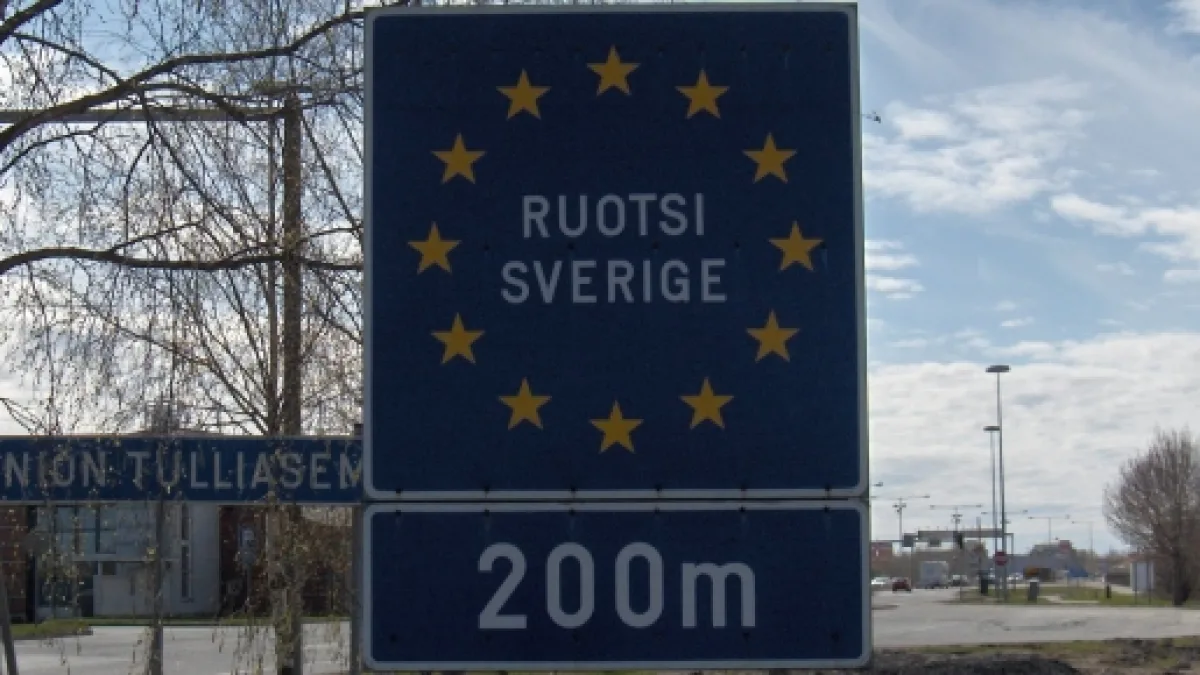 RUOTSI
SVERIGE
NION TULLIASEM
200m